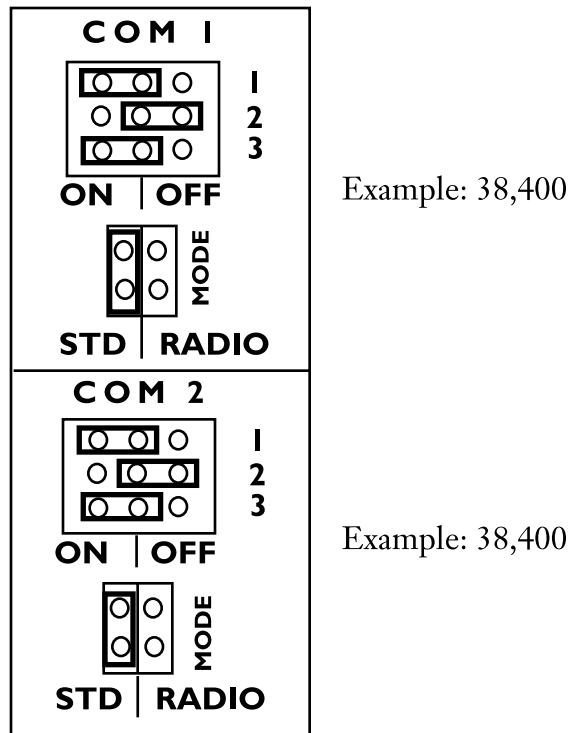 COM 1
1
2
3
ON OFF
Example: 38,400
MODE
STD RADIO
COM 2
1
2
3
ON OFF
Example: 38,400
MODE
STD RADIO